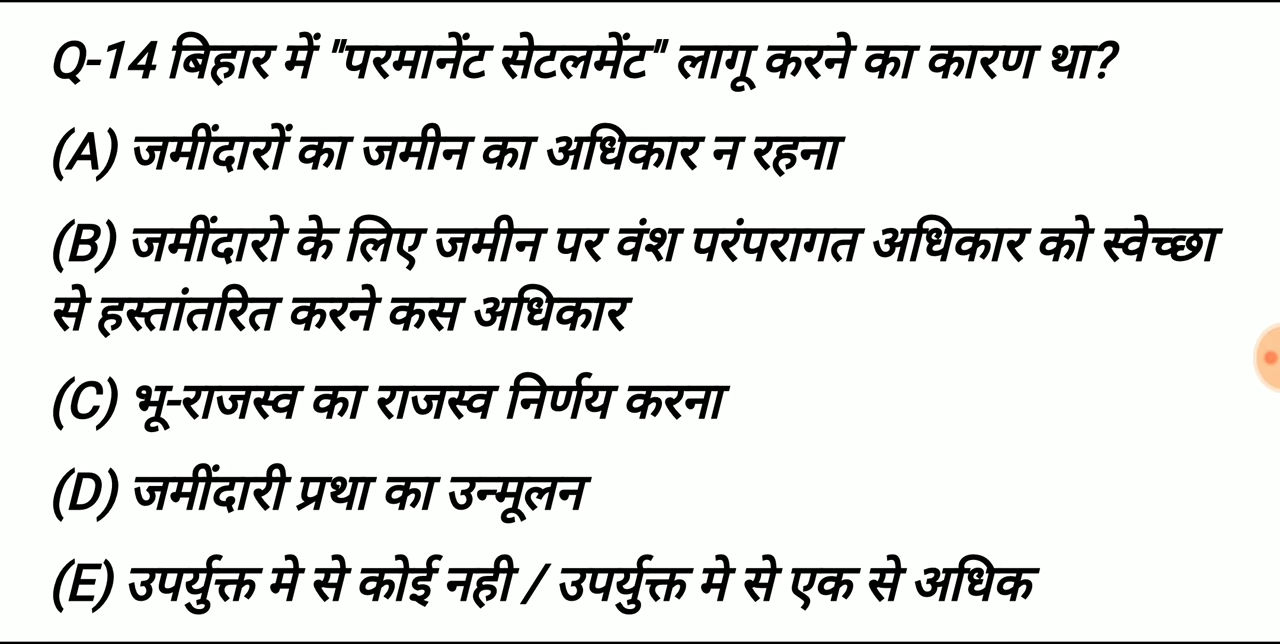 Q-14 बिहार में "परमानेंट सेटलमेंट" लागू करने का कारण था?
(A) जमींदारों का जमीन का अधिकार न रहना
(B) जमींदारो के लिए जमीन पर वंश परंपरागत अधिकार को स्वेच्छा
से हस्तांतरित करने कस अधिकार
(C) भू-राजस्व का राजस्व निर्णय करना
(D) जमींदारी प्रथा का उन्मूलन
(E) उपर्युक्त मे से कोई नही / उपर्युक्त मे से एक से अधिक